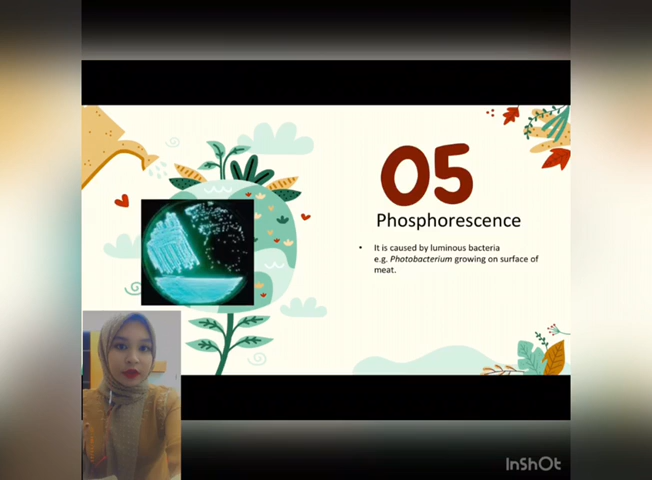 05
Phosphorescence
• It is caused by luminous bacteria
e.g. Photobacterium growing on surface of
meat.
InShOt